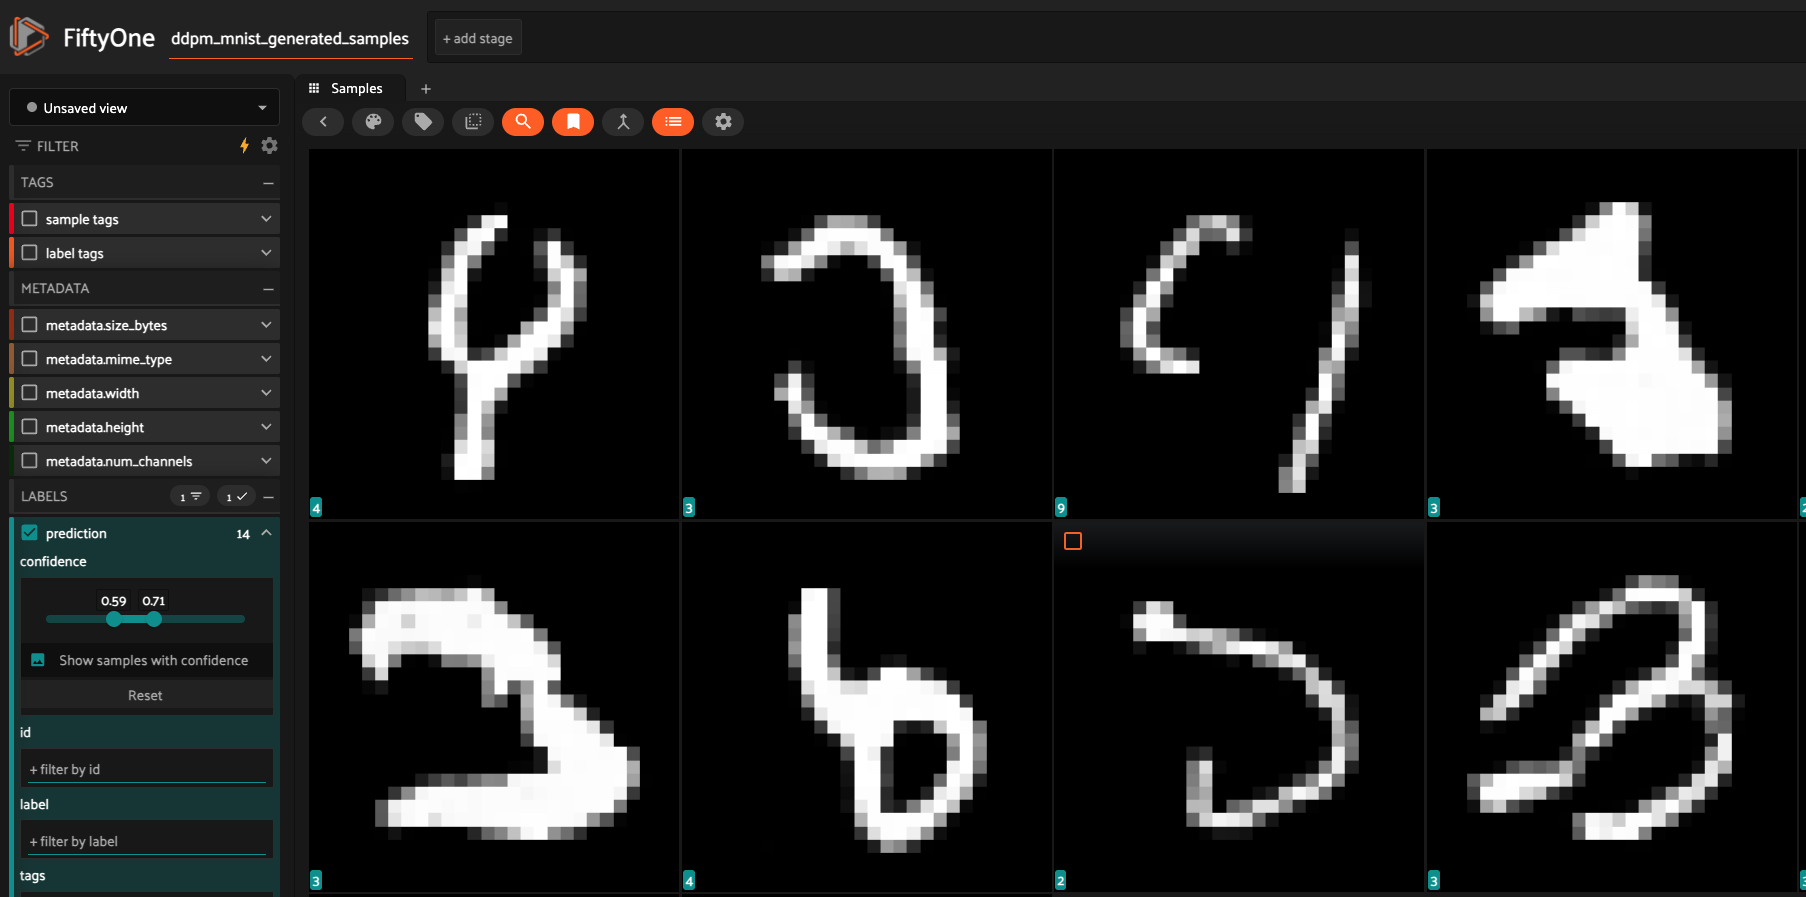 FiftyOne
ddpm_mnist_generated_samples
+ add stage
Unsaved view
Samples
+
FILTER
TAGS
sample tags
label tags
METADATA
metadata.size_bytes
metadata.mime_type
metadata.width
metadata.height
metadata.num_channels
LABELS
1
1
prediction
14
confidence
0.59 0.71
Show samples with confidence
Reset
id
+ filter by id
label
+ filter by label
tags
4
3
9
3
3
4
2
3